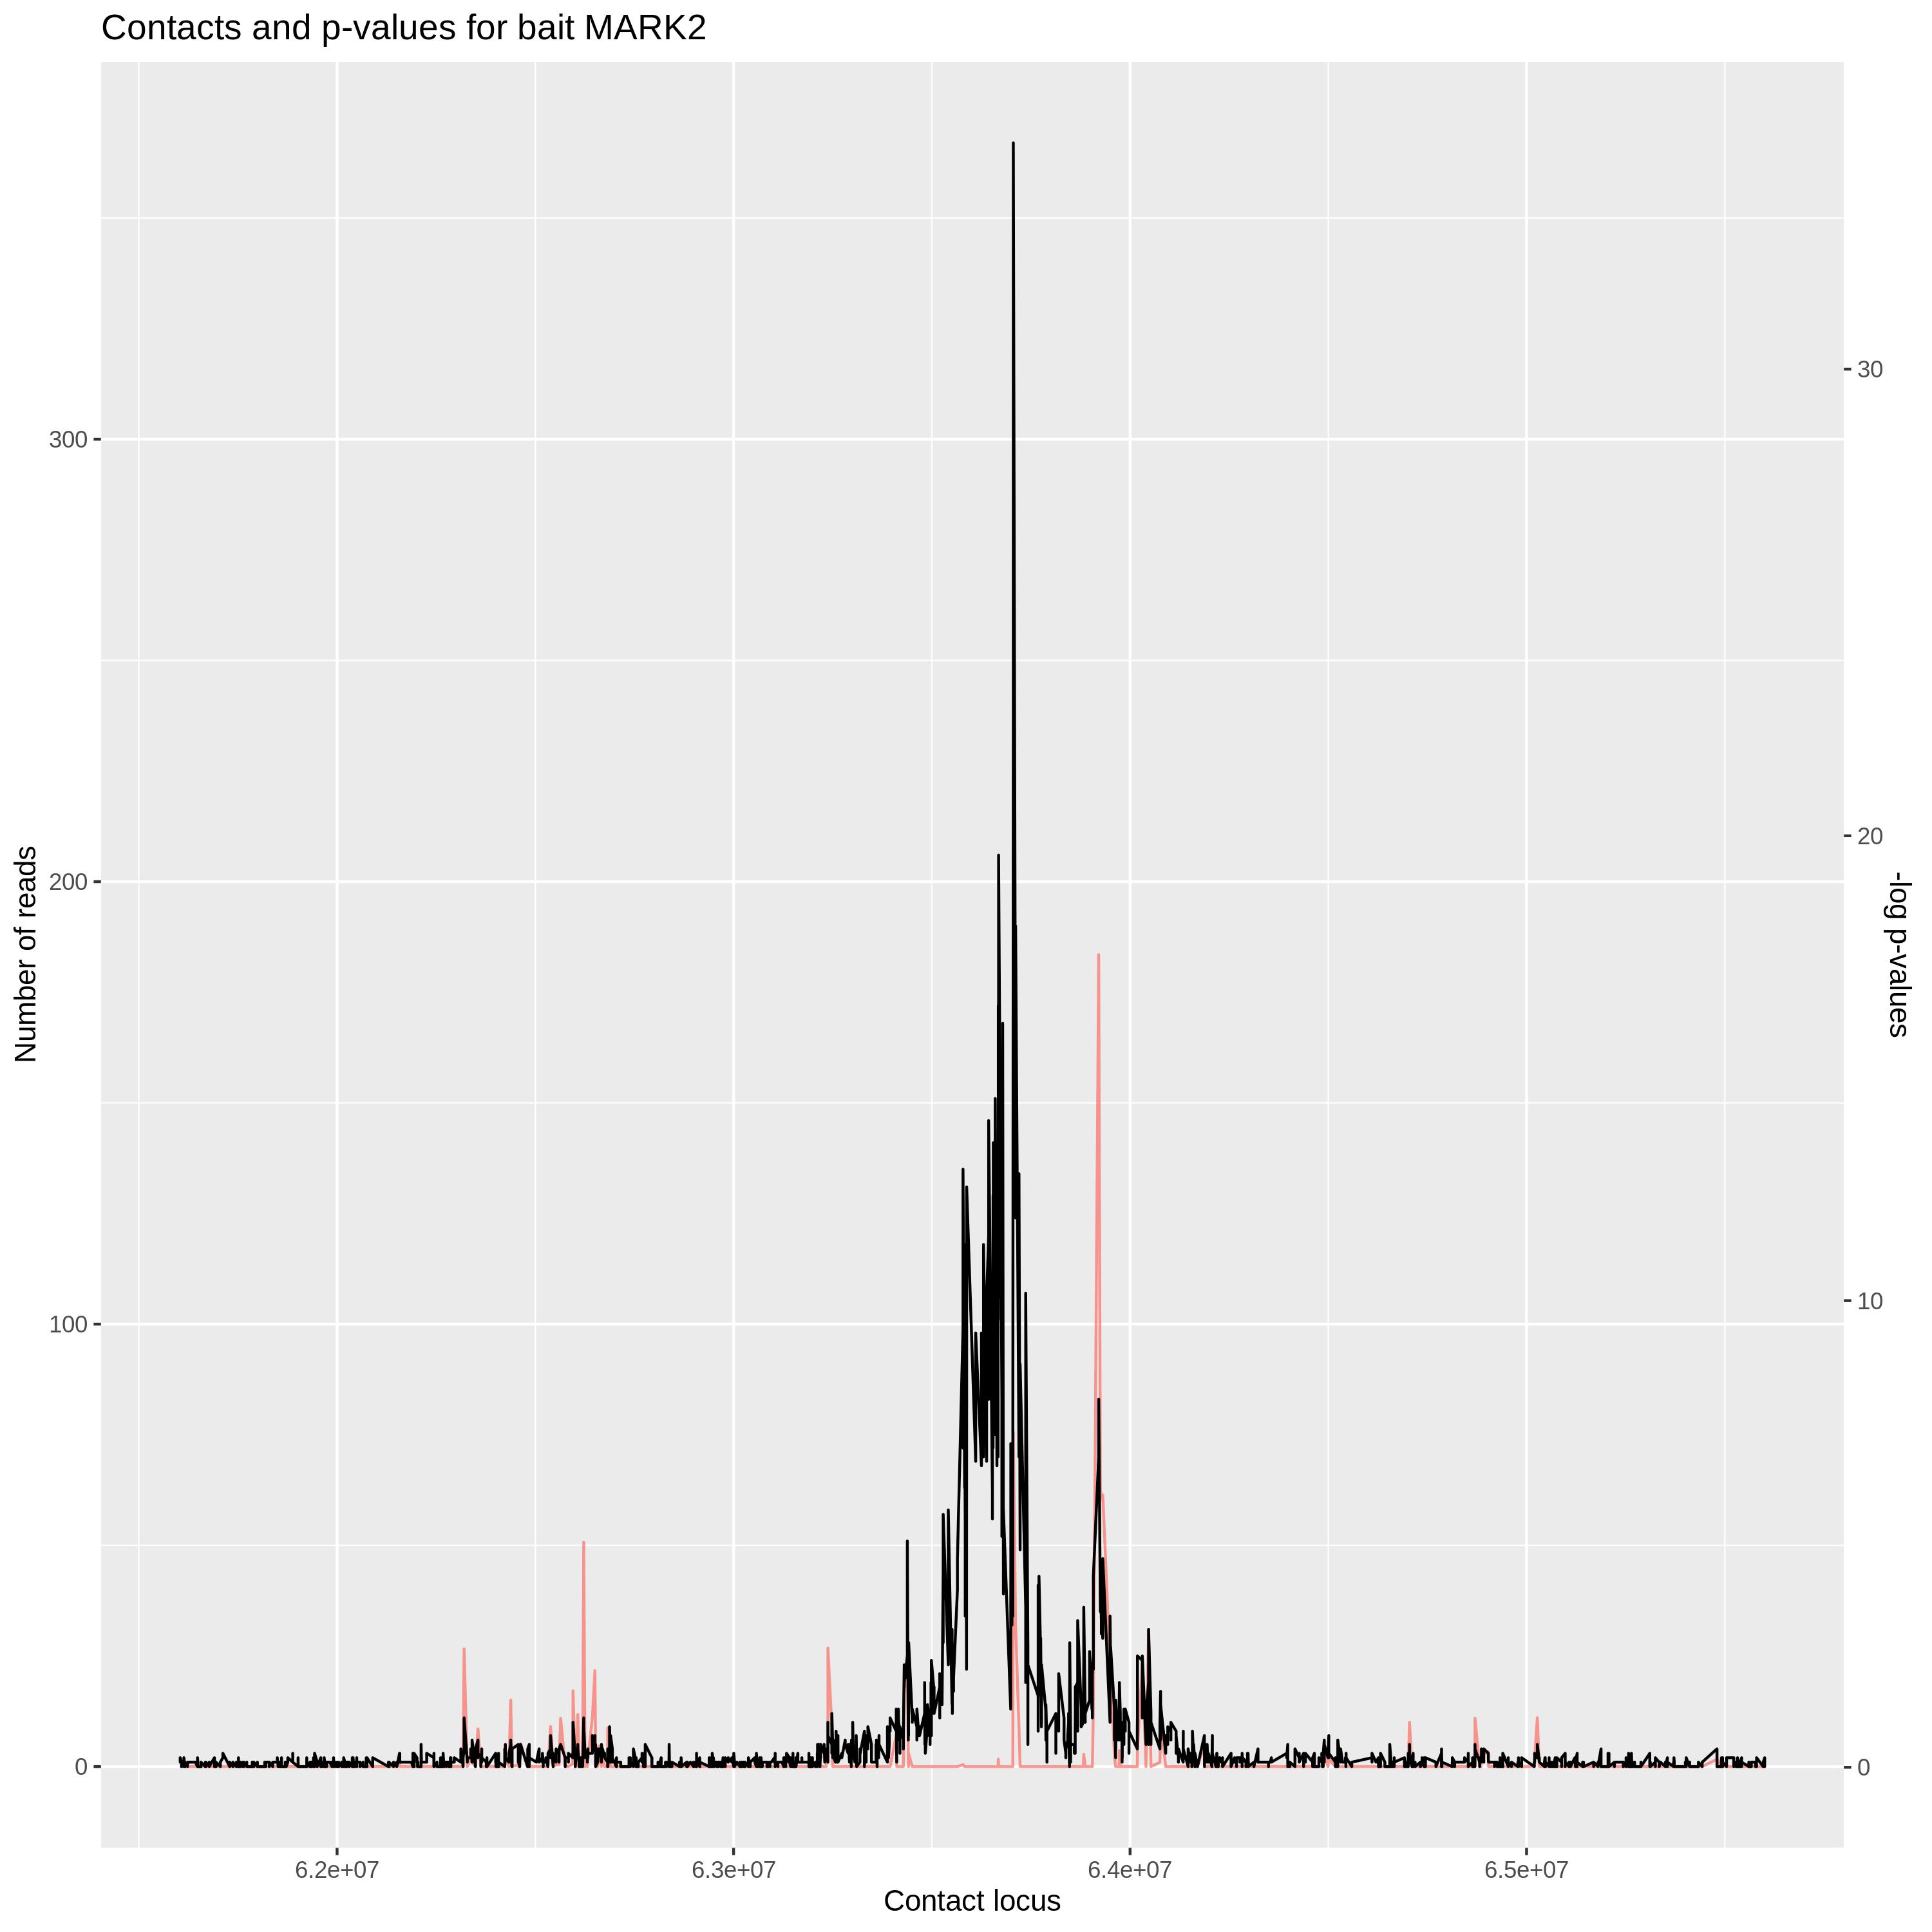 Contacts and p-values for bait MARK2
Number of reads
300
200
100
0
30
20
10
0
-log p-values
6.2e+07
6.3e+07
6.4e+07
6.5e+07
Contact locus